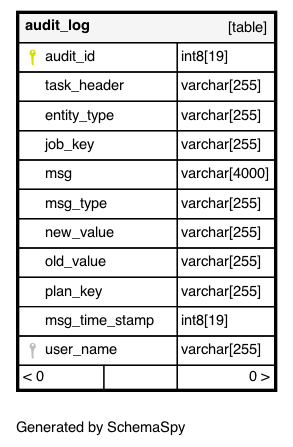 audit_log [table]
audit_id int8[19]
task_header varchar[255]
entity_type varchar[255]
job_key varchar[255]
msg varchar[4000]
msg_type varchar[255]
new_value varchar[255]
old_value varchar[255]
plan_key varchar[255]
msg_time_stamp int8[19]
user_name varchar[255]
< 0 0 >
Generated by SchemaSpy